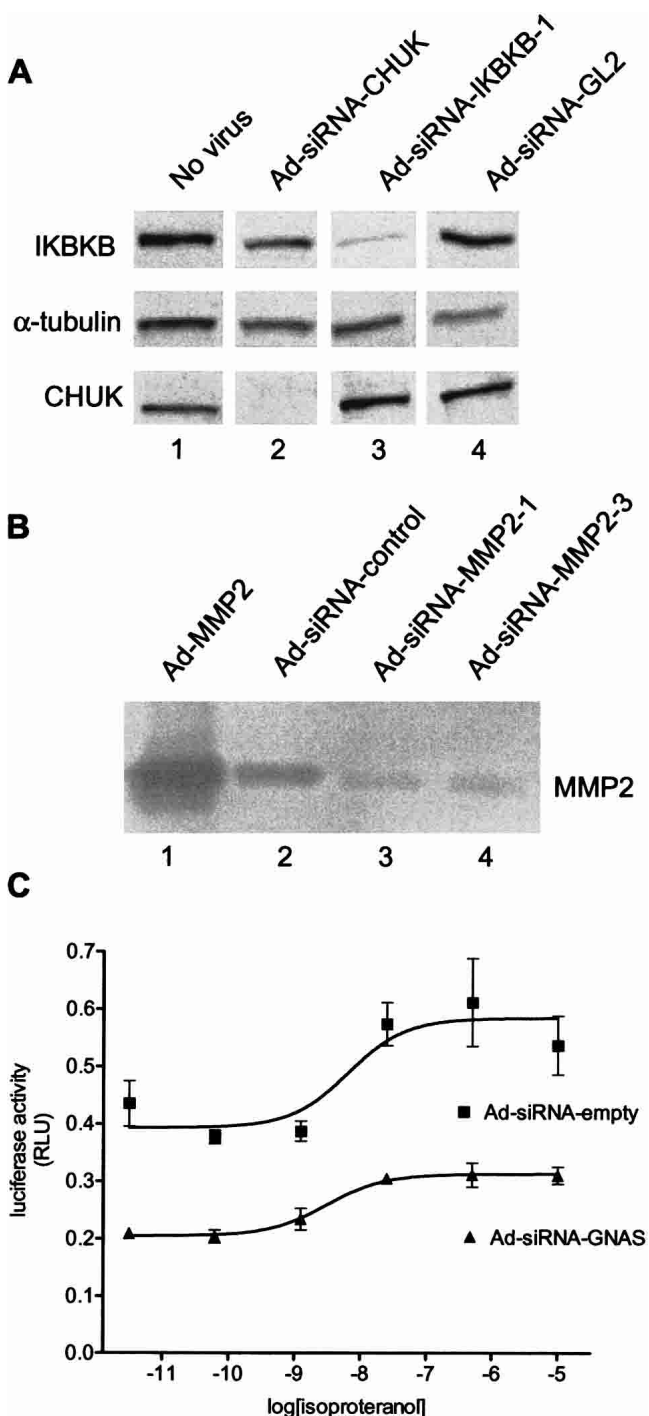 A
No virus
Ad-siRNA-CHUK
Ad-siRNA-IKBKB-1
Ad-siRNA-GL2
IKBKB
α-tubulin
CHUK
1 2 3 4
B
Ad-MMP2
Ad-siRNA-control
Ad-siRNA-MMP2-1
Ad-siRNA-MMP2-3
MMP2
1 2 3 4
C
luciferase activity
(RLU)
0.7
0.6
0.5
0.4
0.3
0.2
0.1
0.0
Ad-siRNA-empty
Ad-siRNA-GNAS
-11 -10 -9 -8 -7 -6 -5
log[isoproteranol]